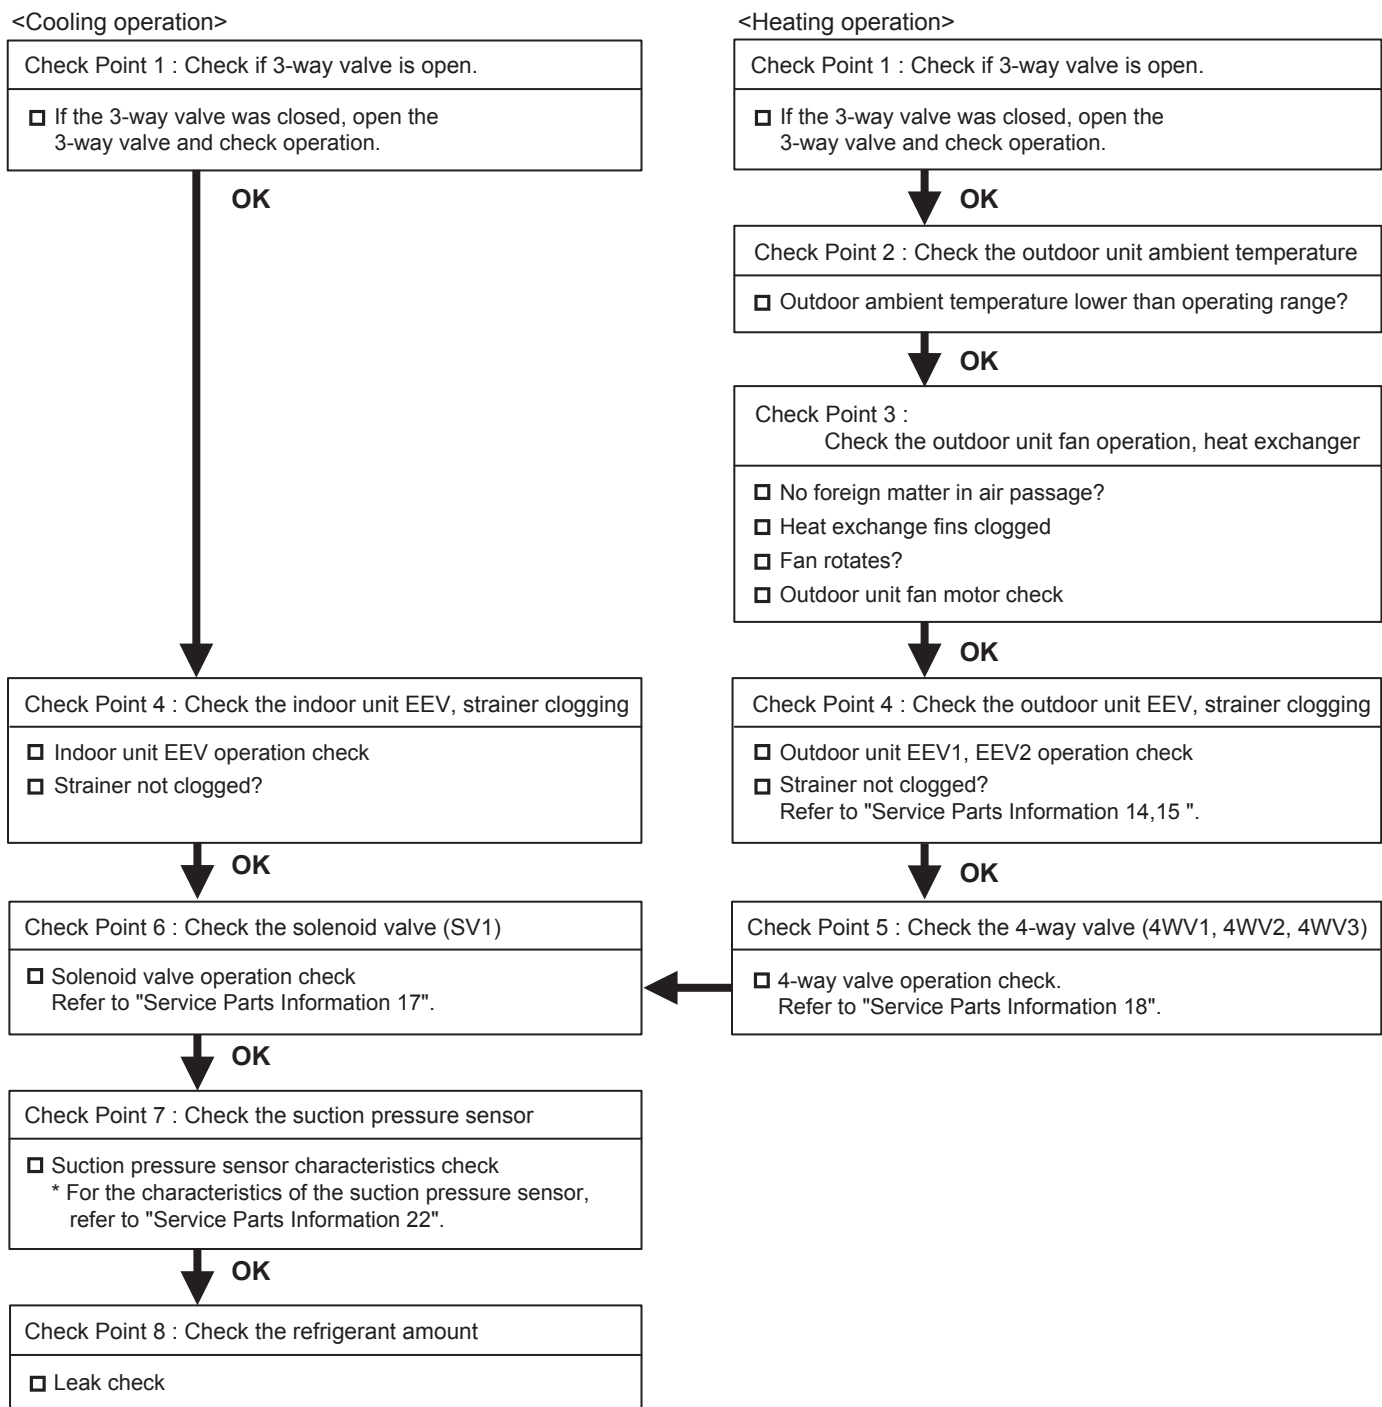 <Cooling operation>
Check Point 1 : Check if 3-way valve is open.
If the 3-way valve was closed, open the
3-way valve and check operation.
OK
Check Point 4 : Check the indoor unit EEV, strainer clogging
Indoor unit EEV operation check
Strainer not clogged?
OK
Check Point 6 : Check the solenoid valve (SV1)
Solenoid valve operation check
Refer to "Service Parts Information 17".
OK
Check Point 7 : Check the suction pressure sensor
Suction pressure sensor characteristics check
* For the characteristics of the suction pressure sensor,
refer to "Service Parts Information 22".
OK
Check Point 8 : Check the refrigerant amount
Leak check
<Heating operation>
Check Point 1 : Check if 3-way valve is open.
If the 3-way valve was closed, open the
3-way valve and check operation.
OK
Check Point 2 : Check the outdoor unit ambient temperature
Outdoor ambient temperature lower than operating range?
OK
Check Point 3 :
Check the outdoor unit fan operation, heat exchanger
No foreign matter in air passage?
Heat exchange fins clogged
Fan rotates?
Outdoor unit fan motor check
OK
Check Point 4 : Check the outdoor unit EEV, strainer clogging
Outdoor unit EEV1, EEV2 operation check
Strainer not clogged?
Refer to "Service Parts Information 14,15 ".
OK
Check Point 5 : Check the 4-way valve (4WV1, 4WV2, 4WV3)
4-way valve operation check.
Refer to "Service Parts Information 18".